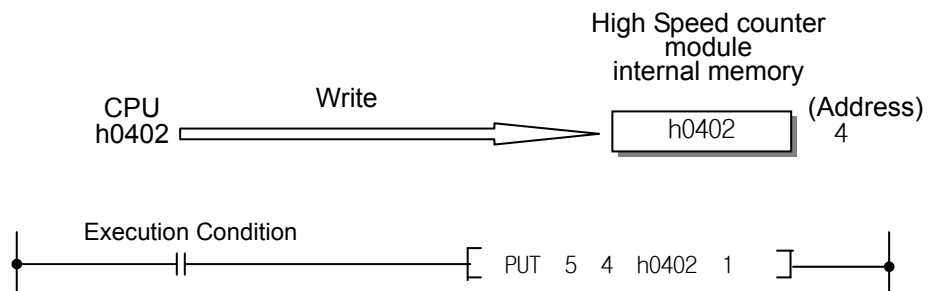 High Speed counter
module
internal memory
Write
CPU
h0402
h0402
(Address)
4
Execution Condition
PUT 5 4 h0402 1